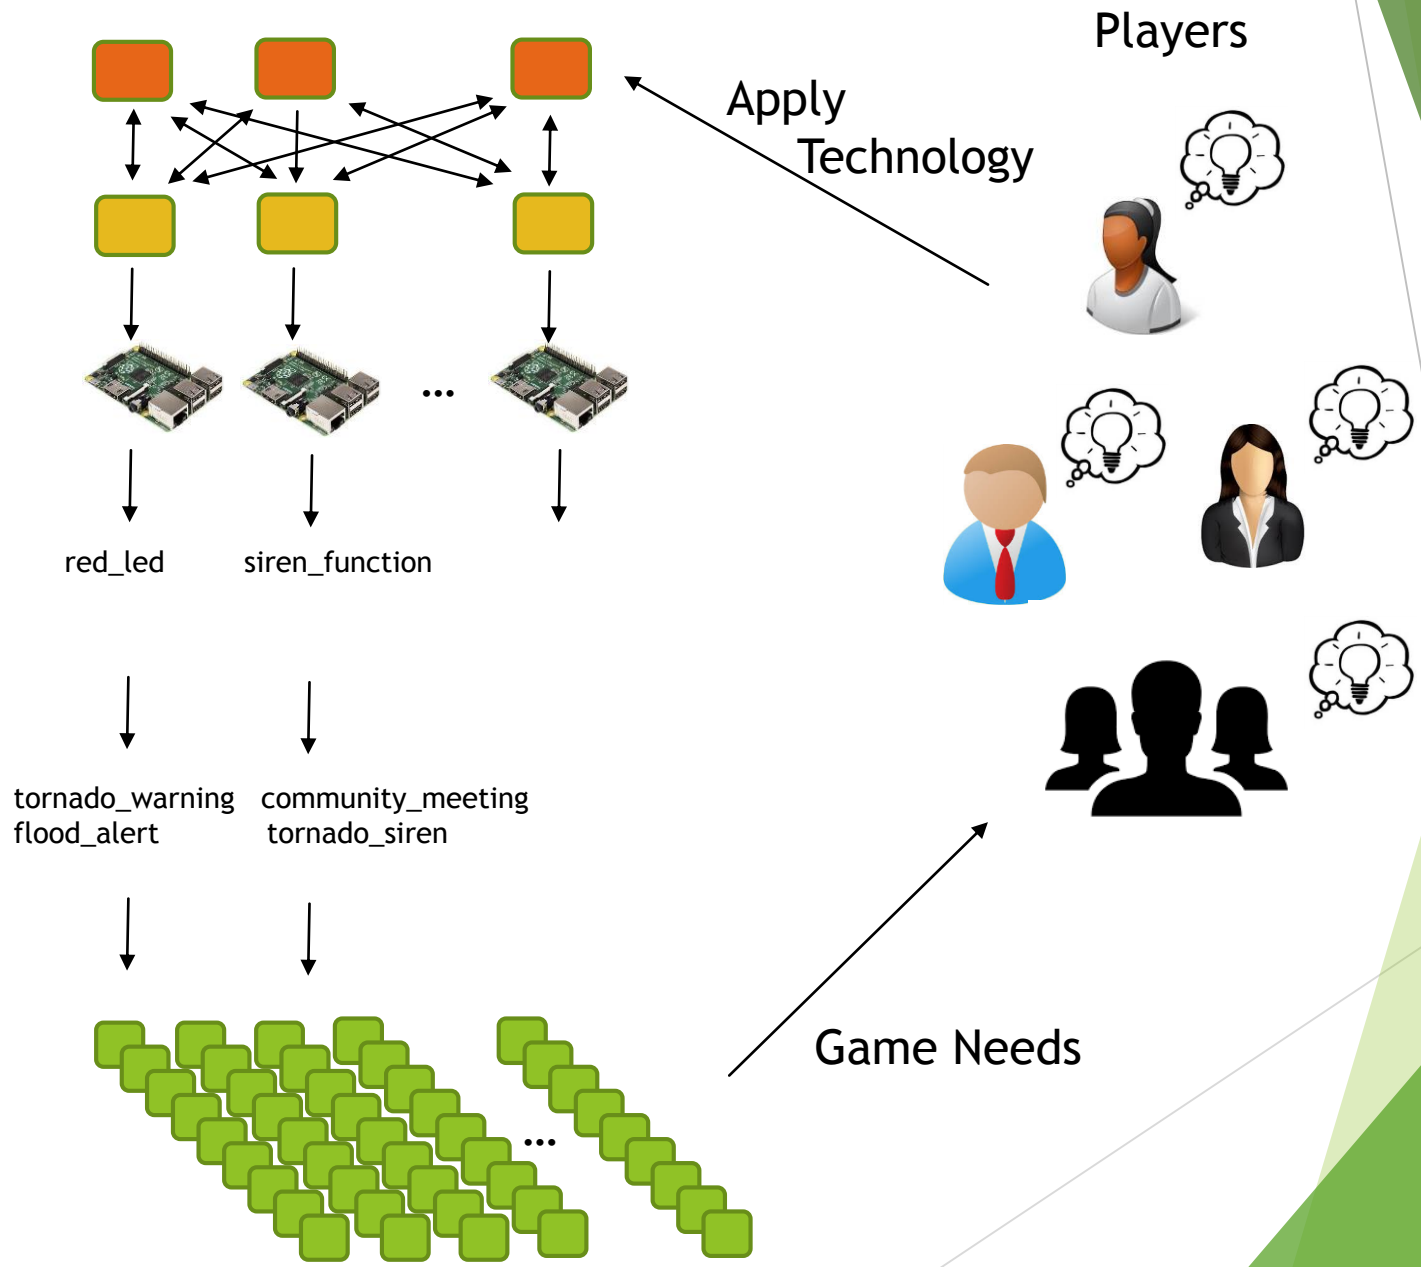 Players
Apply
Technology
...
red_led siren_function
tornado_warning community_meeting
flood_alert tornado_siren
Game Needs
...